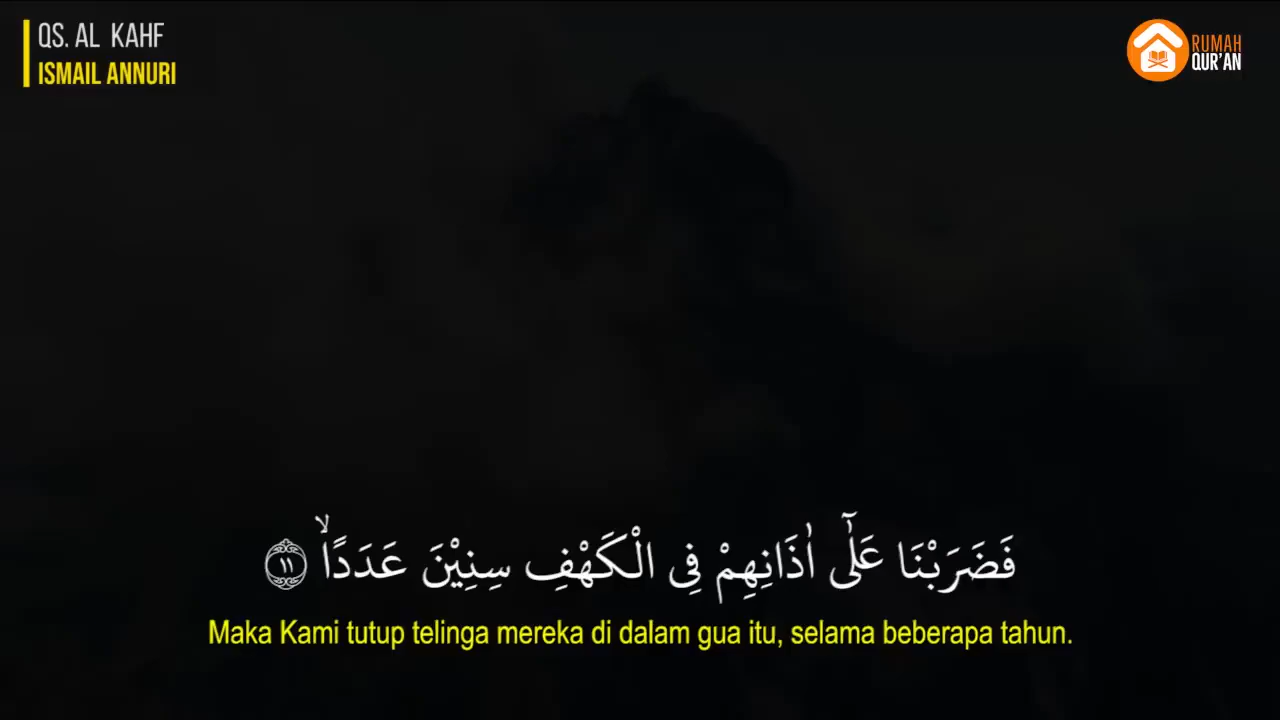 QS. AL KAHF
ISMAIL ANNURI
RUMAH
QUR'AN
فَضَرَبْنَا عَلٰٓى اٰذَانِهِمْ فِى الْكَهْفِ سِنِيْنَ عَدَدًاۙ ۝١١
Maka Kami tutup telinga mereka di dalam gua itu, selama beberapa tahun.